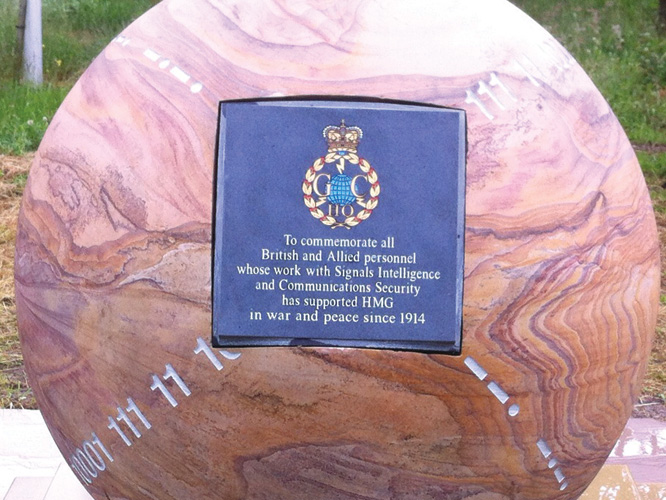 GC
HQ
To commemorate all
British and Allied personnel
whose work with Signals Intelligence
and Communications Security
has supported HMG
in war and peace since 1914